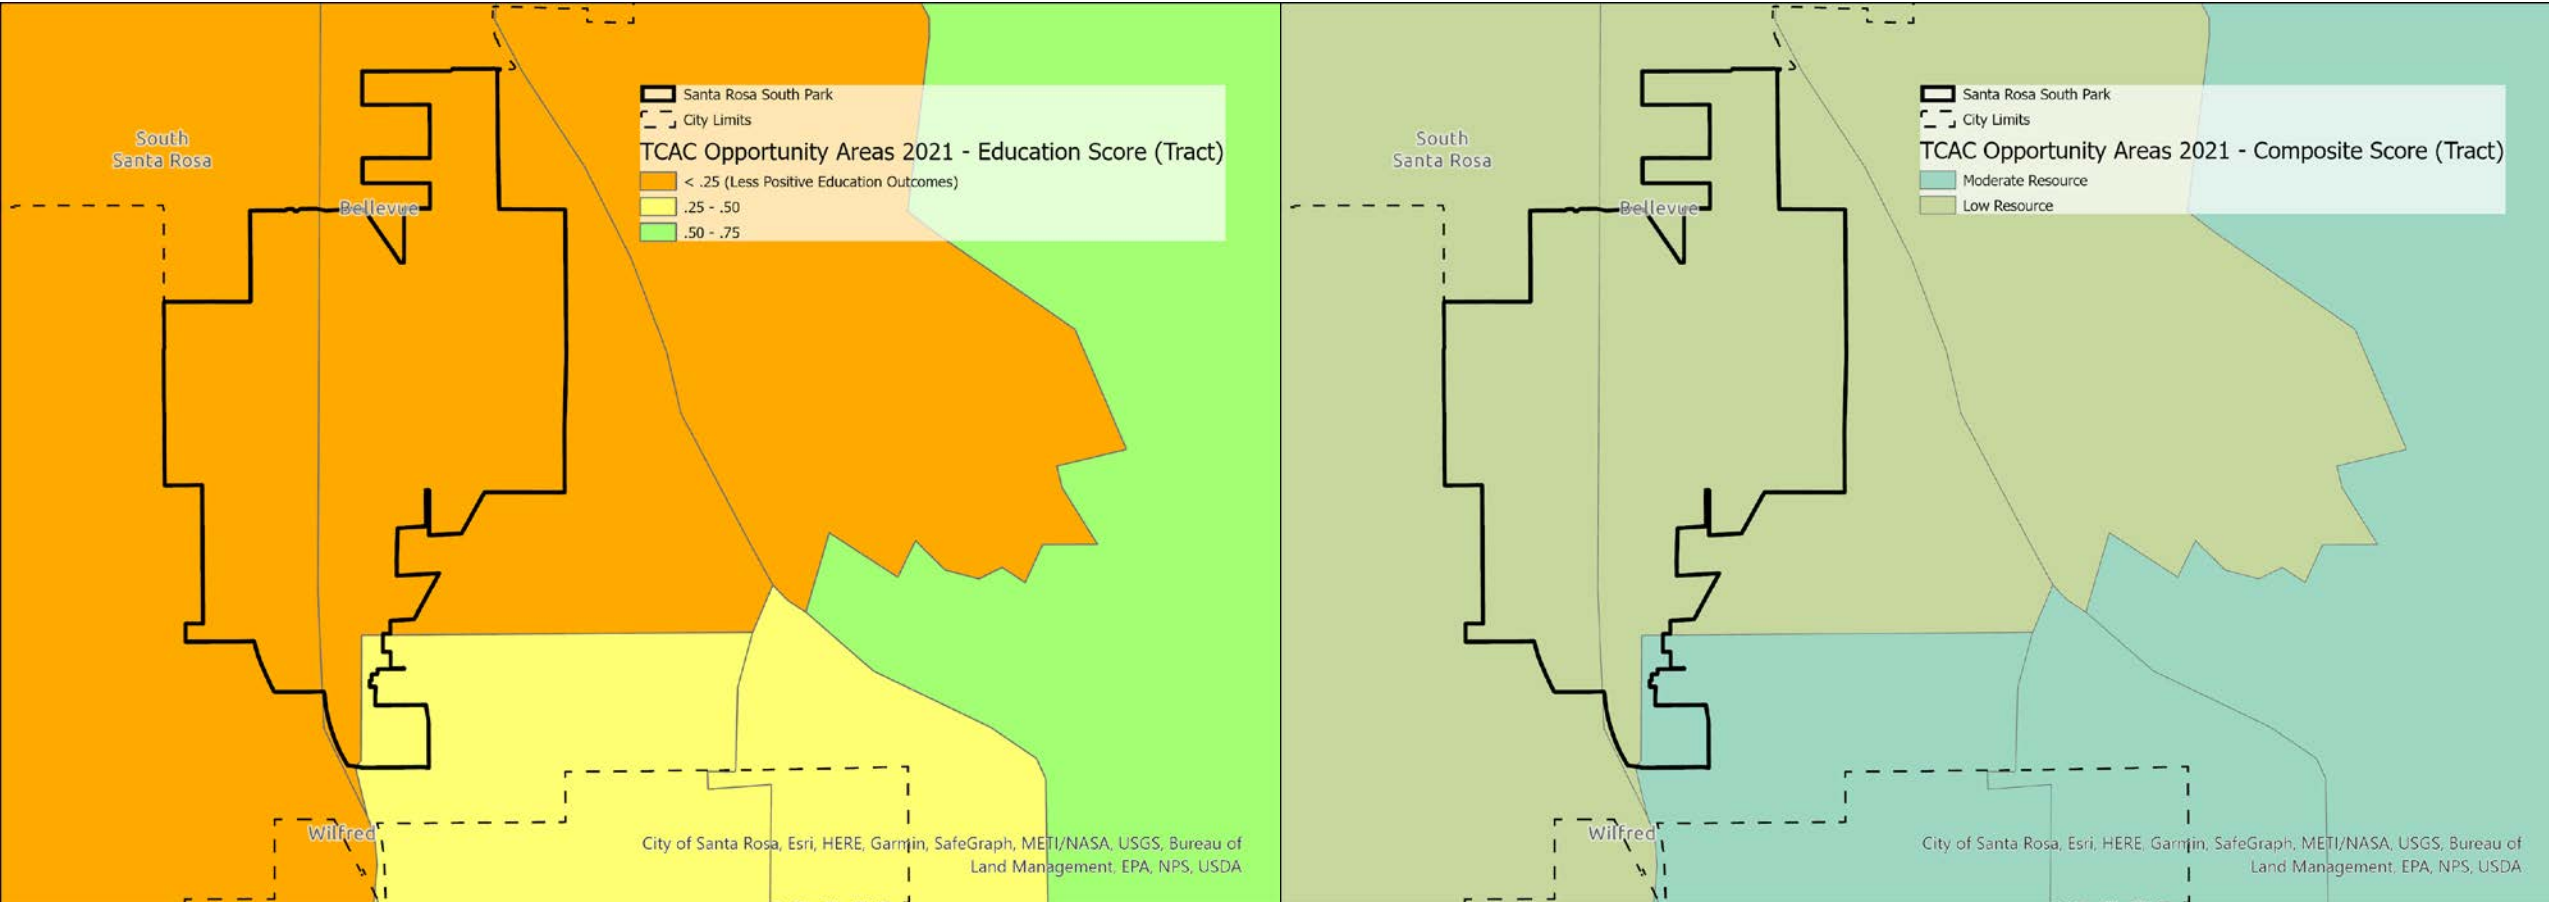 South
Santa Rosa
Bellevue
Santa Rosa South Park
City Limits
TCAC Opportunity Areas 2021 - Education Score (Tract)
< .25 (Less Positive Education Outcomes)
.25 - .50
.50 - .75
Wilfred
City of Santa Rosa, Esri, HERE, Garmin, SafeGraph, METI/NASA, USGS, Bureau of
Land Management, EPA, NPS, USDA
South
Santa Rosa
Bellevue
Santa Rosa South Park
City Limits
TCAC Opportunity Areas 2021 - Composite Score (Tract)
Moderate Resource
Low Resource
Wilfred
City of Santa Rosa, Esri, HERE, Garmin, SafeGraph, METI/NASA, USGS, Bureau of
Land Management, EPA, NPS, USDA